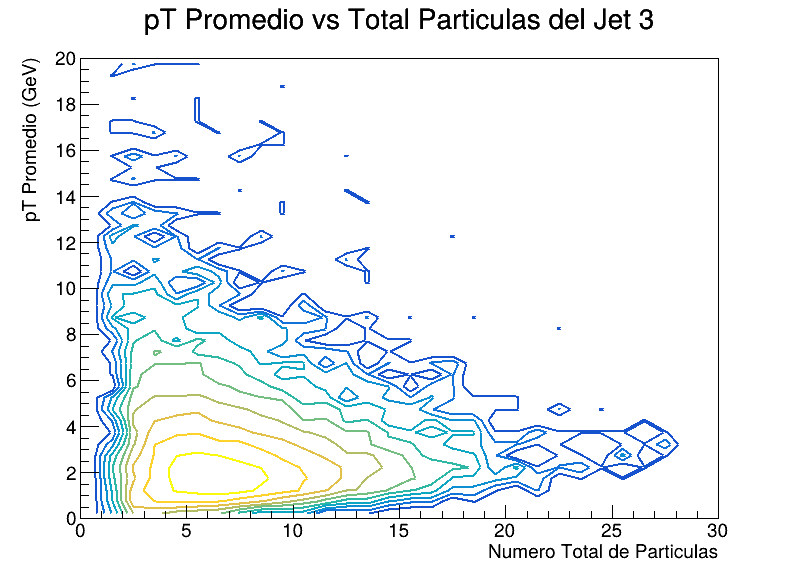 pT Promedio vs Total Particulas del Jet 3
pT Promedio (GeV)
20
18
16
14
12
10
8
6
4
2
0
0 5 10 15 20 25 30
Numero Total de Particulas